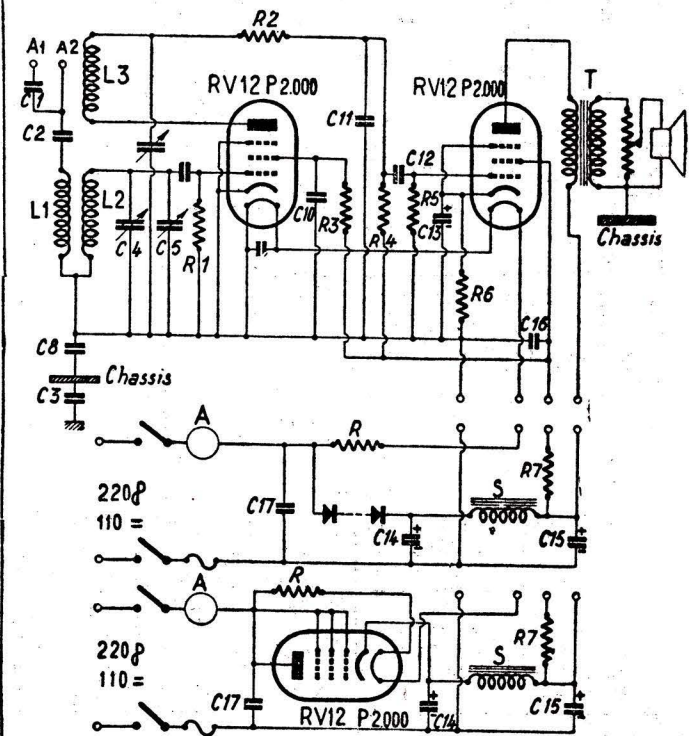 A1 A2
L3
R2
RV12 P2.000
RV12 P2.000
T
C1
C2
C11
C12
L1
L2
C4
C5
R1
C10
R3
R4
R5
C13
R6
Chassis
C16
C8
Chassis
C3
A
R
R7
220
110 =
C17
S
C14
C15
A
R
R7
220
110 =
S
C17
RV12 P2.000
C14
C15